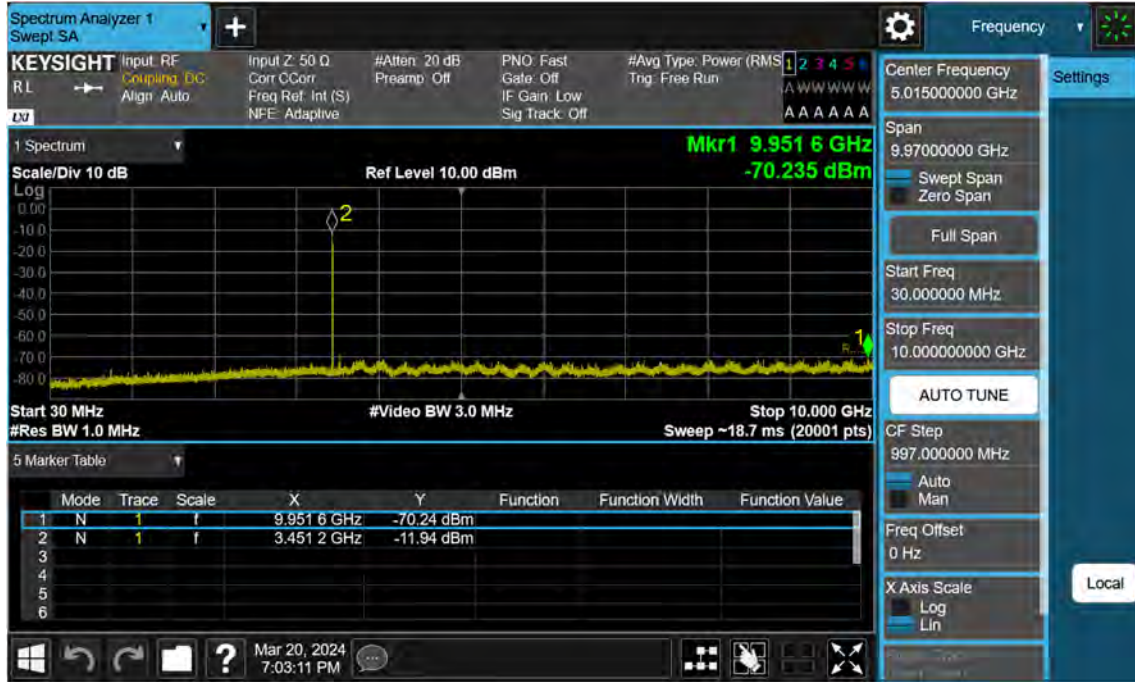 Spectrum Analyzer 1
Swept SA
Frequency
Settings
KEYSIGHT
RL
LXI
Input: RF
Coupling: DC
Align: Auto
Input Z: 50 Ω
Corr CCorr
Freq Ref: Int (S)
NFE: Adaptive
#Atten: 20 dB
Preamp: Off
PNO: Fast
Gate: Off
IF Gain: Low
Sig Track: Off
#Avg Type: Power (RMS
Trig: Free Run
1 2 3 4 5 6
A W W W W W
A A A A A A
1 Spectrum
Scale/Div 10 dB
Ref Level 10.00 dBm
Mkr1 9.951 6 GHz
-70.235 dBm
Log
0.00
-10.0
-20.0
-30.0
-40.0
-50.0
-60.0
-70.0
-80.0
2
1
Start 30 MHz
#Res BW 1.0 MHz
#Video BW 3.0 MHz
Stop 10.000 GHz
Sweep ~18.7 ms (20001 pts)
5 Marker Table
Mode Trace Scale X Y Function Function Width Function Value
1 N 1 f 9.951 6 GHz -70.24 dBm
2 N 1 f 3.451 2 GHz -11.94 dBm
3
4
5
6
Mar 20, 2024
7:03:11 PM
Center Frequency
5.015000000 GHz
Span
9.97000000 GHz
Swept Span
Zero Span
Full Span
Start Freq
30.000000 MHz
Stop Freq
10.000000000 GHz
AUTO TUNE
CF Step
997.000000 MHz
Auto
Man
Freq Offset
0 Hz
X Axis Scale
Log
Lin
Local